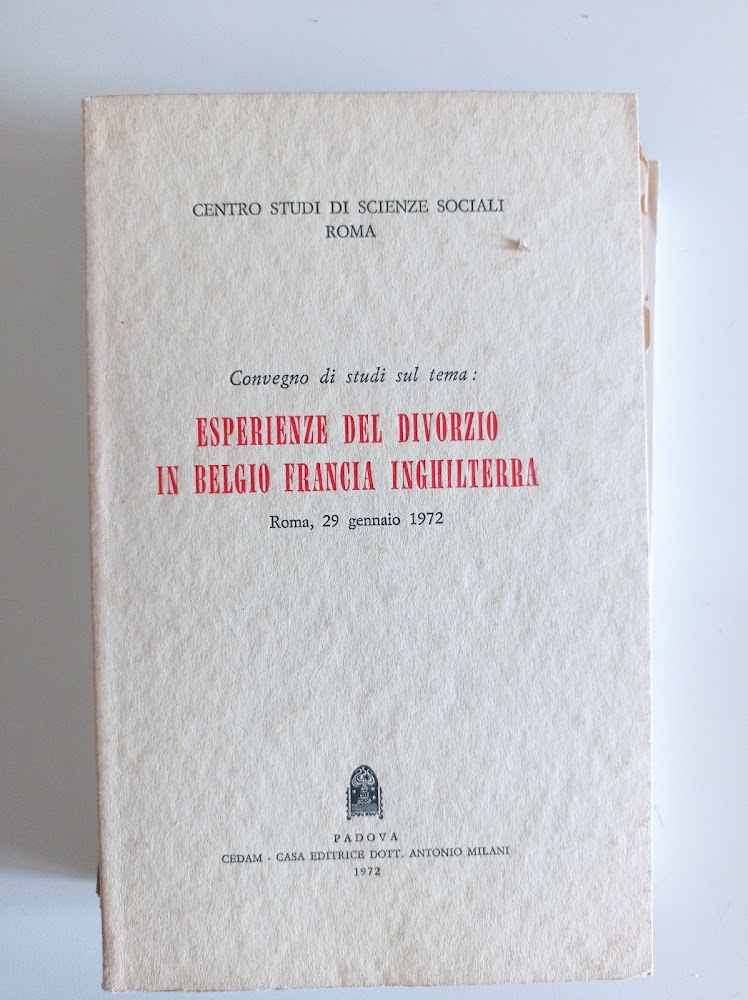 CENTRO STUDI DI SCIENZE SOCIALI
ROMA
Convegno di studi sul tema:
ESPERIENZE DEL DIVORZIO
IN BELGIO FRANCIA INGHILTERRA
Roma, 29 gennaio 1972
PADOVA
CEDAM - CASA EDITRICE DOTT. ANTONIO MILANI
1972